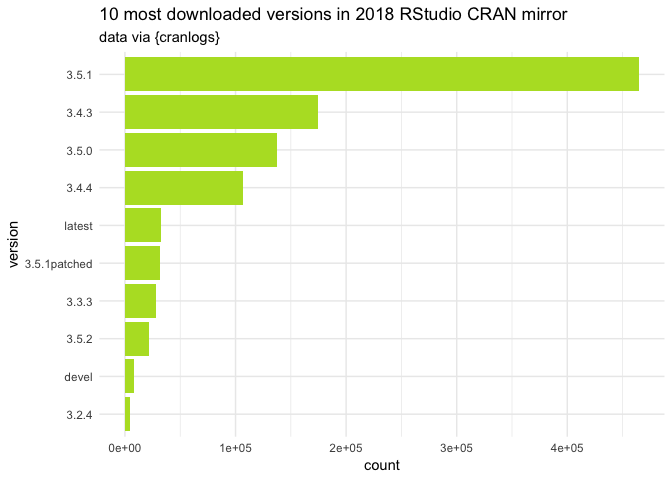 10 most downloaded versions in 2018 RStudio CRAN mirror
data via {cranlogs}
version
3.5.1
3.4.3
3.5.0
3.4.4
latest
3.5.1patched
3.3.3
3.5.2
devel
3.2.4
0e+00 1e+05 2e+05 3e+05 4e+05
count